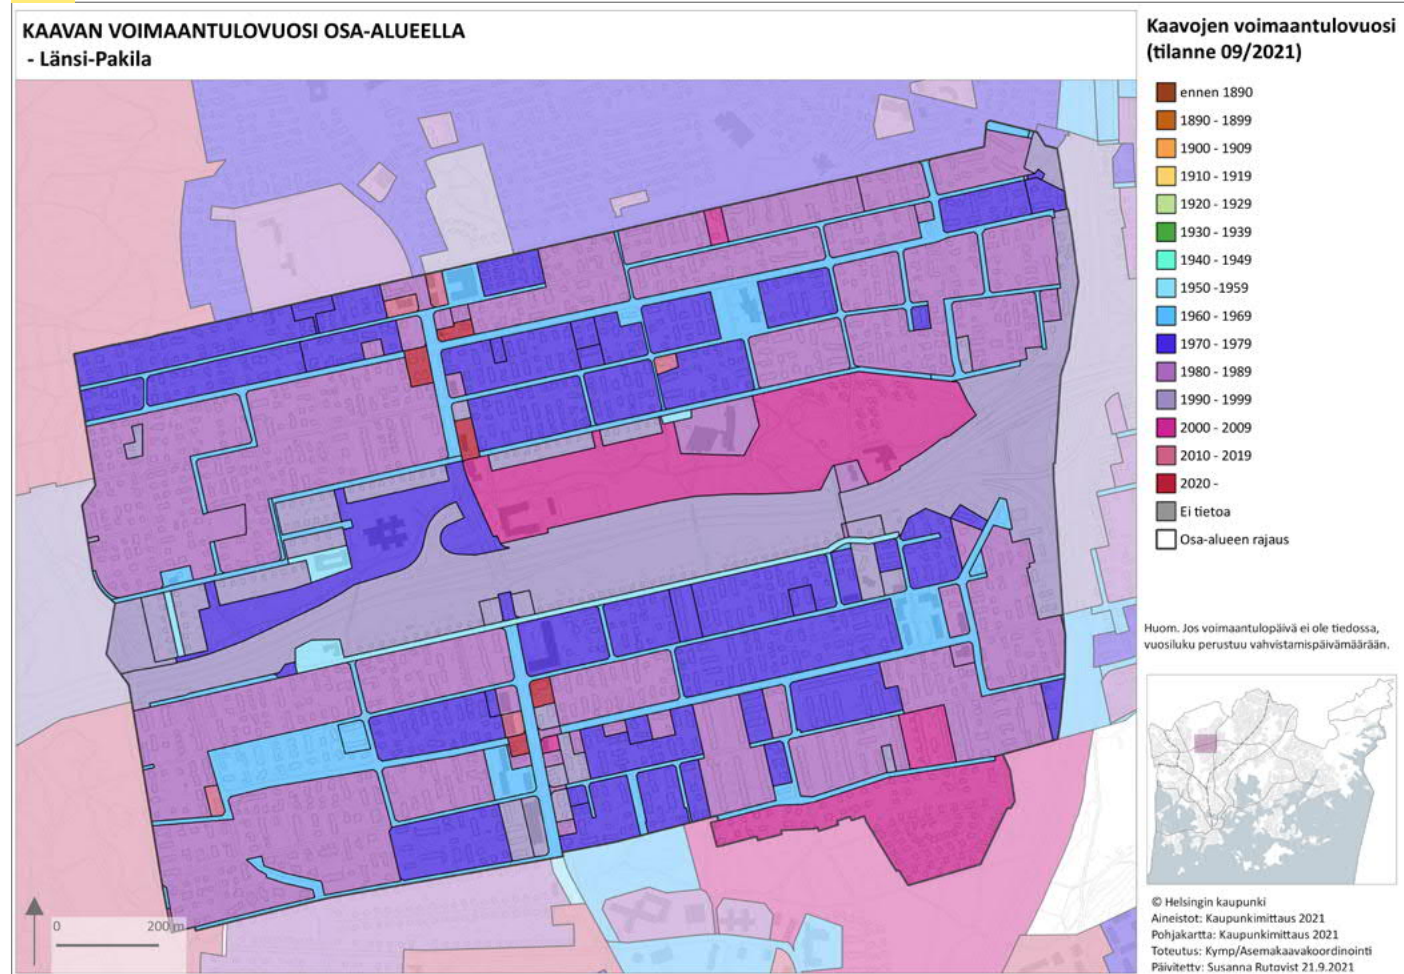 KAAVAN VOIMAANTULOVUOSI OSA-ALUEELLA
- Länsi-Pakila
Kaavojen voimaantulovuosi
(tilanne 09/2021)
ennen 1890
1890 - 1899
1900 - 1909
1910 - 1919
1920 - 1929
1930 - 1939
1940 - 1949
1950 -1959
1960 - 1969
1970 - 1979
1980 - 1989
1990 - 1999
2000 - 2009
2010 - 2019
2020 -
Ei tietoa
Osa-alueen rajaus
Huom. Jos voimaantulopäivä ei ole tiedossa,
vuosiluku perustuu vahvistamispäivämäärään.
0 200 m
© Helsingin kaupunki
Aineistot: Kaupunkimittaus 2021
Pohjakartta: Kaupunkimittaus 2021
Toteutus: Kymp/Asemakaavakoordinointi
Päivitetty: Susanna Rutqvist 21.9.2021